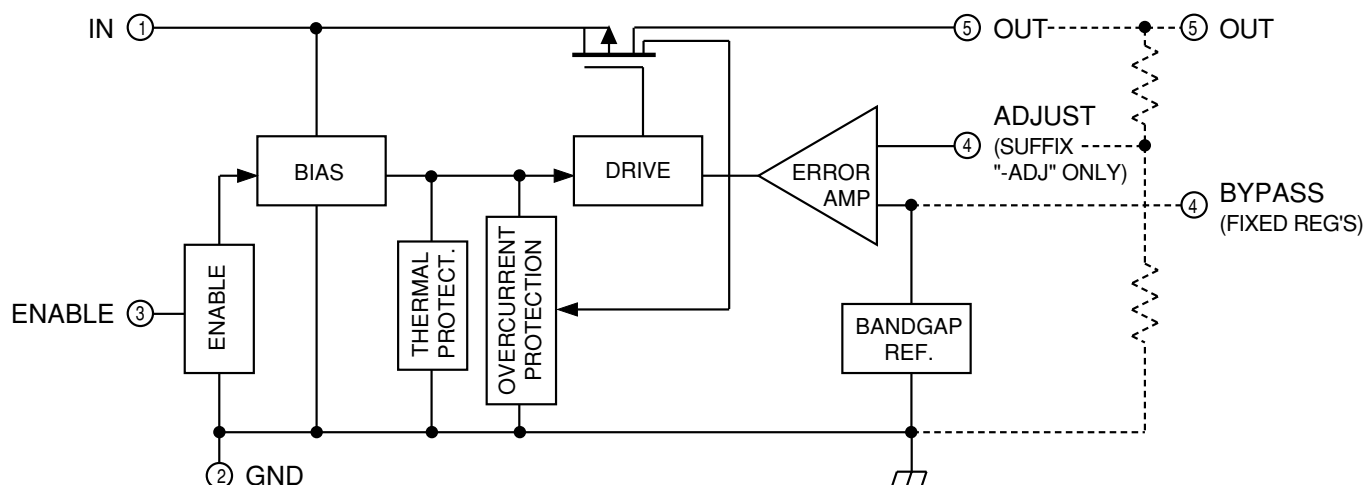 IN 1
5 OUT
5 OUT
ADJUST
4 (SUFFIX
"-ADJ" ONLY)
BIAS
DRIVE
ERROR
AMP
4 BYPASS
(FIXED REG'S)
ENABLE 3
ENABLE
THERMAL
PROTECT.
OVERCURRENT
PROTECTION
BANDGAP
REF.
2 GND